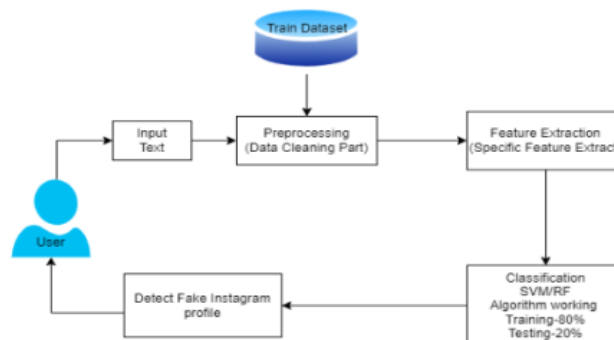 Train Dataset
Input
Text
Preprocessing
(Data Cleaning Part)
Feature Extraction
(Specific Feature Extract
User
Detect Fake Instagram
profile
Classification
SVM/RF
Algorithm working
Training-80%
Testing-20%